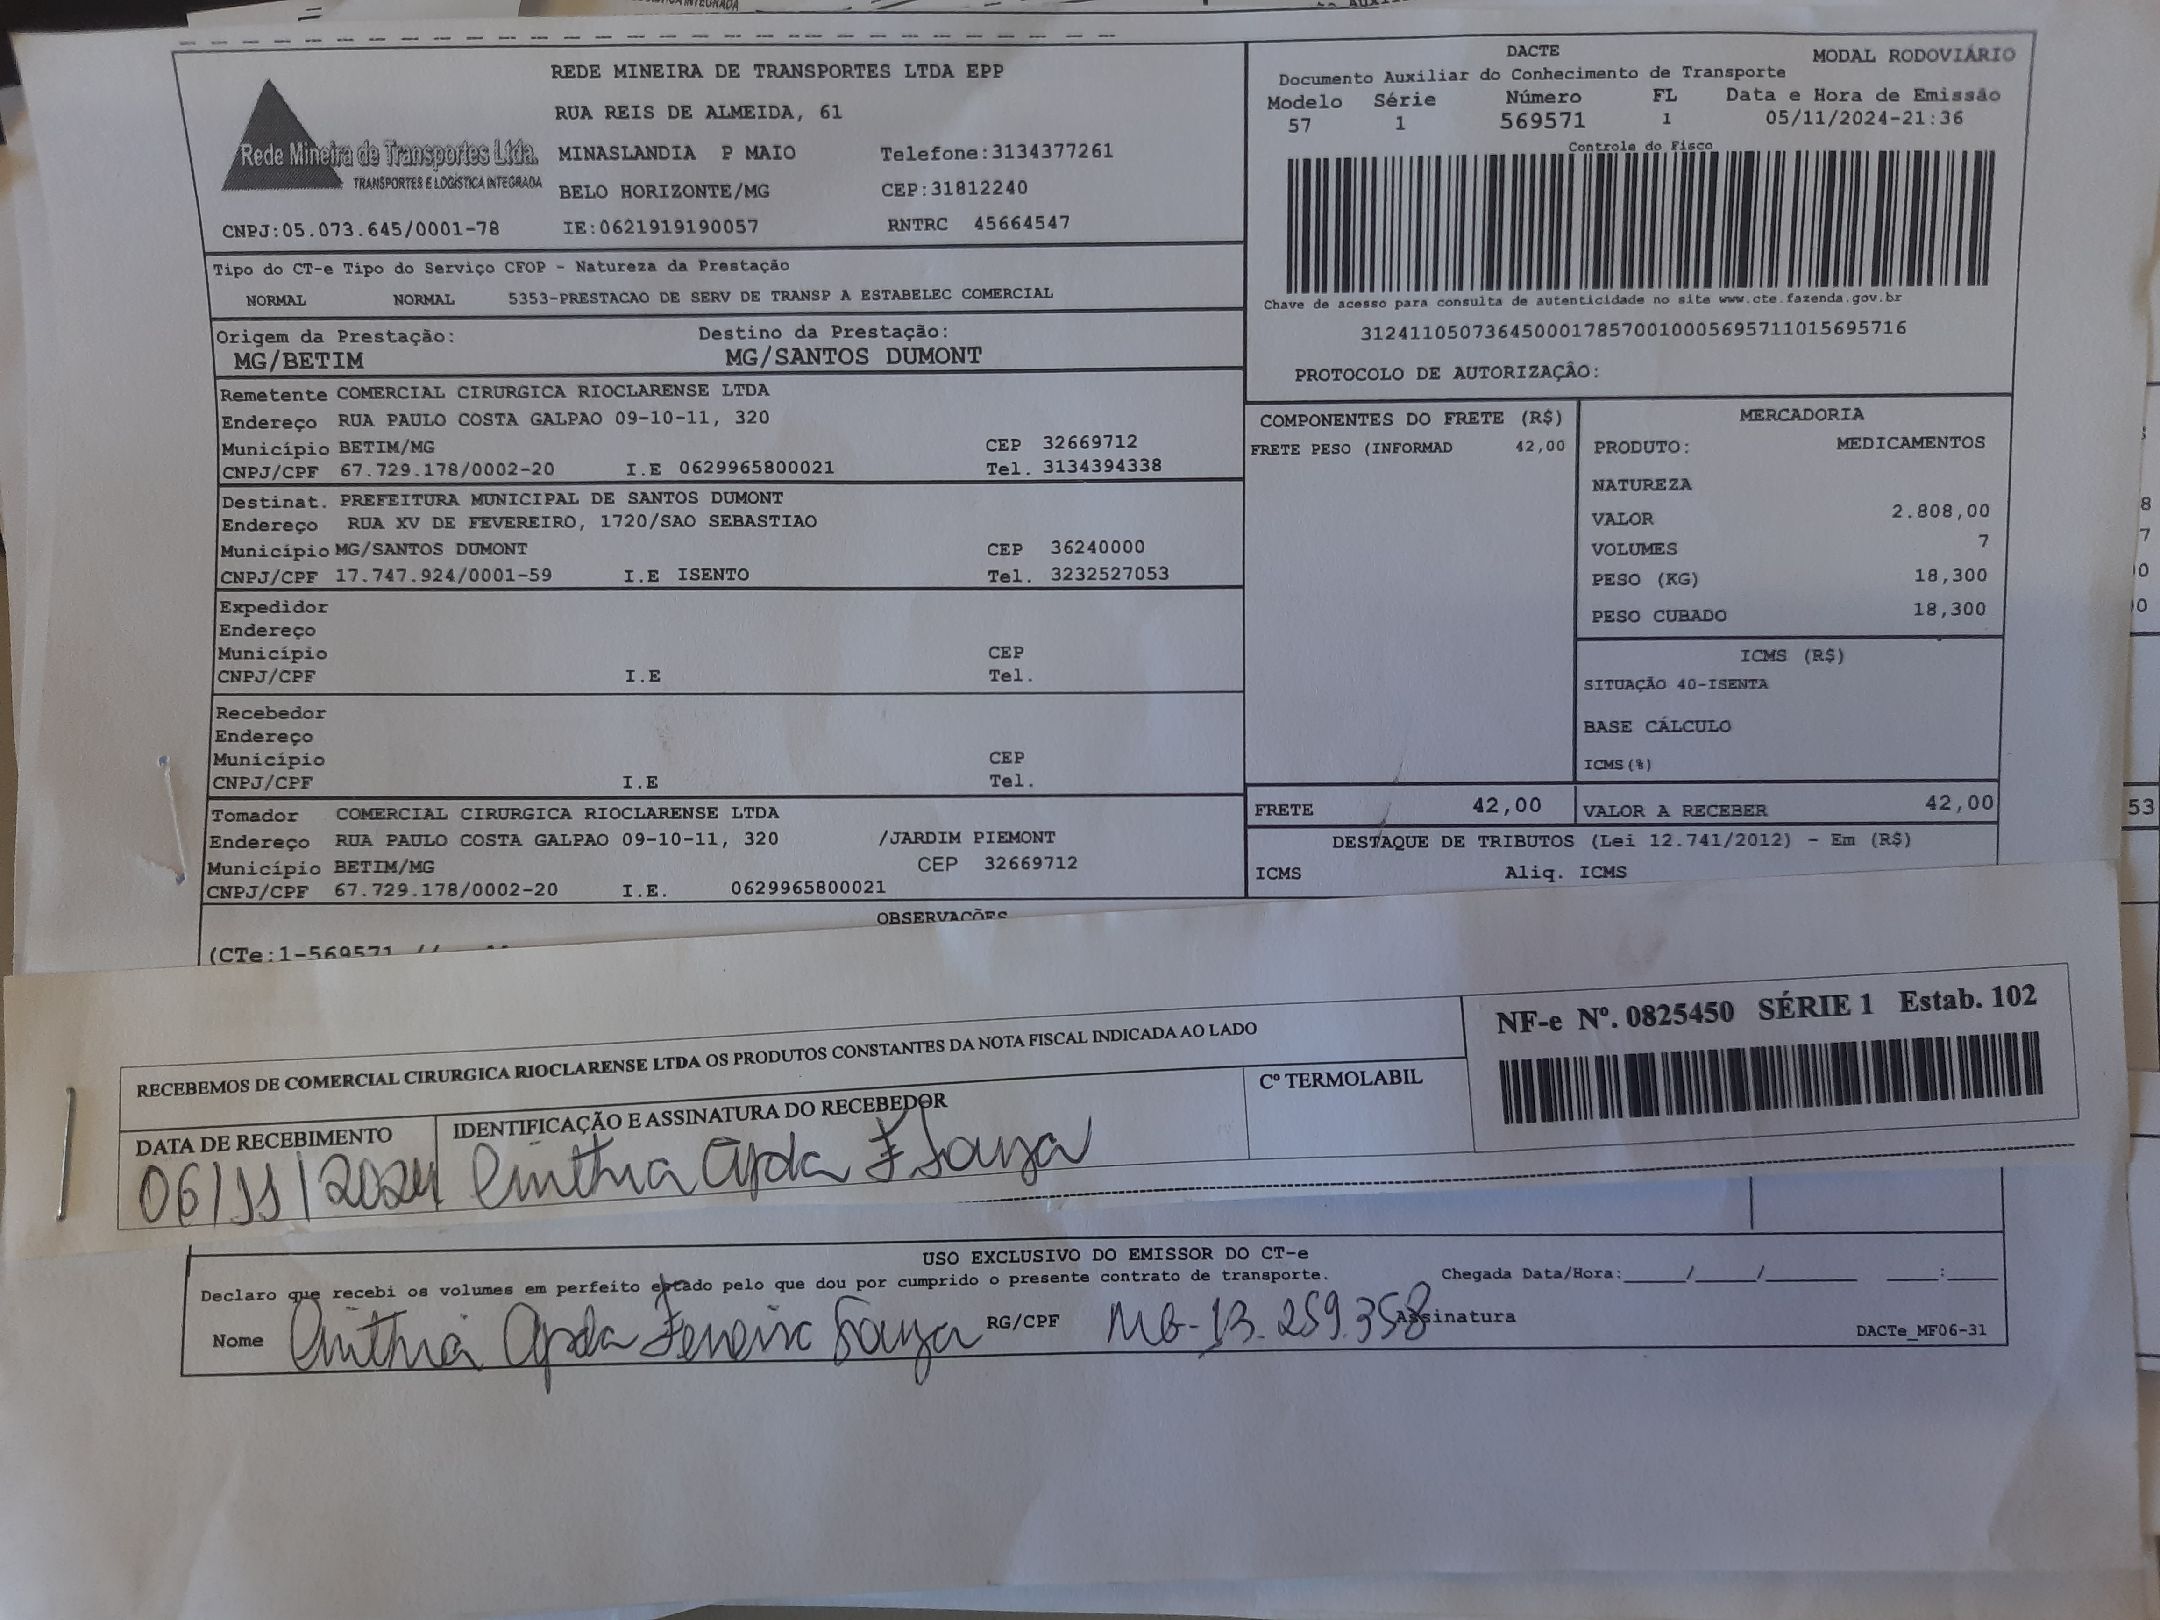 REDE MINEIRA DE TRANSPORTES LTDA EPP
RUA REIS DE ALMEIDA, 61
Rede Mineira de Transportes Ltda.
TRANSPORTES E LOGÍSTICA INTEGRADA
MINASLANDIA P MAIO Telefone:3134377261
BELO HORIZONTE/MG CEP:31812240
CNPJ:05.073.645/0001-78 IE:0621919190057 RNTRC 45664547
DACTE MODAL RODOVIÁRIO
Documento Auxiliar do Conhecimento de Transporte
Modelo Série Número FL Data e Hora de Emissão
57 1 569571 1 05/11/2024-21:36
Controle do Fisco
Chave de acesso para consulta de autenticidade no site www.cte.fazenda.gov.br
31241105073645000178570010005695711015695716
PROTOCOLO DE AUTORIZAÇÃO:
Tipo do CT-e Tipo do Serviço CFOP - Natureza da Prestação
NORMAL NORMAL 5353-PRESTACAO DE SERV DE TRANSP A ESTABELEC COMERCIAL
Origem da Prestação: Destino da Prestação:
MG/BETIM MG/SANTOS DUMONT
Remetente COMERCIAL CIRURGICA RIOCLARENSE LTDA
Endereço RUA PAULO COSTA GALPAO 09-10-11, 320
Município BETIM/MG CEP 32669712
CNPJ/CPF 67.729.178/0002-20 I.E 0629965800021 Tel. 3134394338
Destinat. PREFEITURA MUNICIPAL DE SANTOS DUMONT
Endereço RUA XV DE FEVEREIRO, 1720/SAO SEBASTIAO
Município MG/SANTOS DUMONT CEP 36240000
CNPJ/CPF 17.747.924/0001-59 I.E ISENTO Tel. 3232527053
Expedidor
Endereço
Município CEP
CNPJ/CPF I.E Tel.
Recebedor
Endereço
Município CEP
CNPJ/CPF I.E Tel.
Tomador COMERCIAL CIRURGICA RIOCLARENSE LTDA
Endereço RUA PAULO COSTA GALPAO 09-10-11, 320 /JARDIM PIEMONT
Município BETIM/MG CEP 32669712
CNPJ/CPF 67.729.178/0002-20 I.E. 0629965800021
COMPONENTES DO FRETE (R$)
FRETE PESO (INFORMAD 42,00
MERCADORIA
PRODUTO: MEDICAMENTOS
NATUREZA
VALOR 2.808,00
VOLUMES 7
PESO (KG) 18,300
PESO CUBADO 18,300
ICMS (R$)
SITUAÇÃO 40-ISENTA
BASE CÁLCULO
ICMS(%)
FRETE 42,00 VALOR A RECEBER 42,00
DESTAQUE DE TRIBUTOS (Lei 12.741/2012) - Em (R$)
ICMS Aliq. ICMS
OBSERVAÇÕES
(CTe:1-569571 //
RECEBEMOS DE COMERCIAL CIRURGICA RIOCLARENSE LTDA OS PRODUTOS CONSTANTES DA NOTA FISCAL INDICADA AO LADO
NF-e Nº. 0825450 SÉRIE 1 Estab. 102
DATA DE RECEBIMENTO IDENTIFICAÇÃO E ASSINATURA DO RECEBEDOR Cº TERMOLABIL
06/11/2024 Cinthia Apda F Souza
USO EXCLUSIVO DO EMISSOR DO CT-e
Declaro que recebi os volumes em perfeito estado pelo que dou por cumprido o presente contrato de transporte. Chegada Data/Hora:_____/_____/________ ____:____
Nome Cinthia Apda Ferreira Souza RG/CPF MG-13.259.358 Assinatura
DACTe_MF06-31